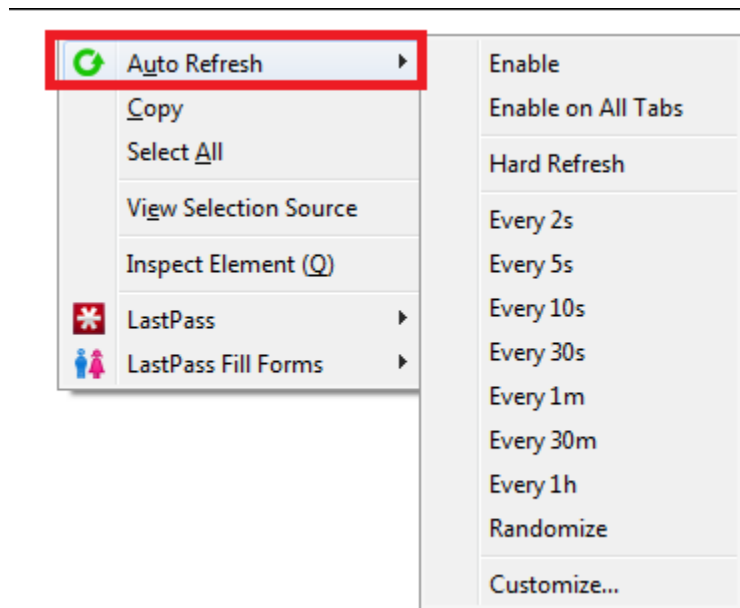 Auto Refresh
Copy
Select All
View Selection Source
Inspect Element (Q)
LastPass
LastPass Fill Forms
Enable
Enable on All Tabs
Hard Refresh
Every 2s
Every 5s
Every 10s
Every 30s
Every 1m
Every 30m
Every 1h
Randomize
Customize...